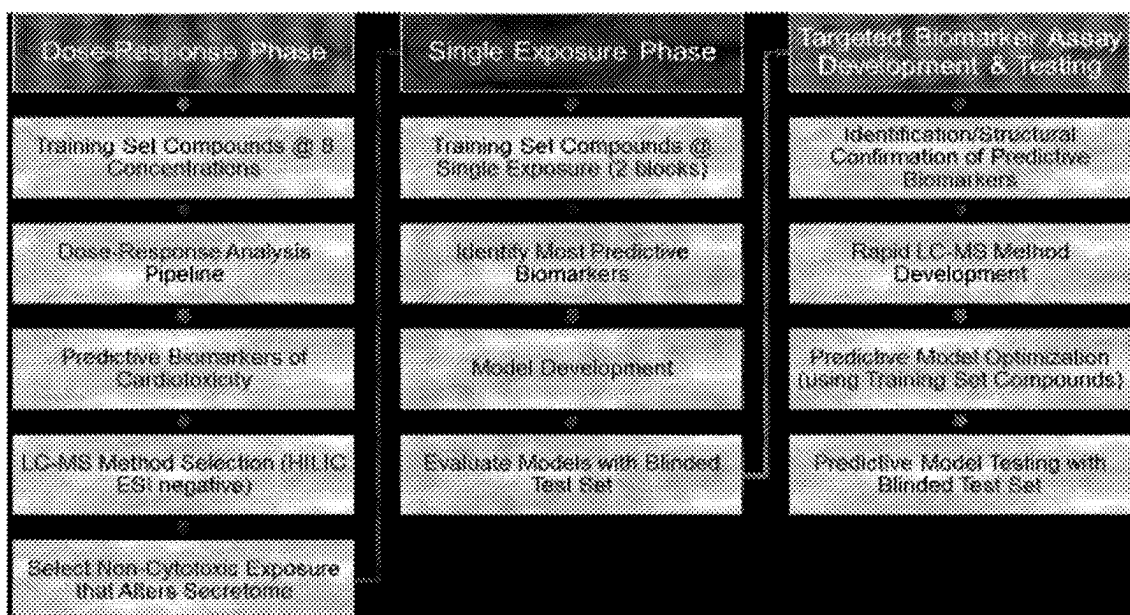 Dose-Response Phase
Training Set Compounds @ 8
Concentrations
Dose-Response Analysis
Pipeline
Predictive Biomarkers of
Cardiotoxicity
LC-MS Method Selection (HILIC
ESI negative)
Select Non-Cytotoxic Exposure
that Alters Secretome
Single Exposure Phase
Training Set Compounds @
Single Exposure (2 blocks)
Identify Most Predictive
Biomarkers
Model Development
Evaluate Models with Blinded
Test Set
Targeted Biomarker Assay
Development & Testing
Identification/Structural
Confirmation of Predictive
Biomarkers
Rapid LC-MS Method
Development
Predictive Model Optimization
(using Training Set Compounds)
Predictive Model Testing with
Blinded Test Set